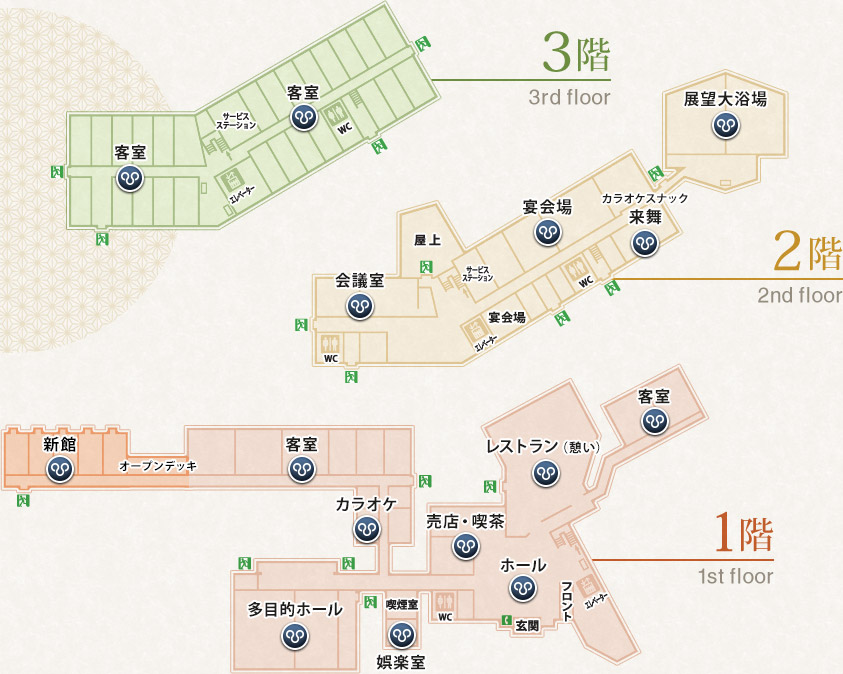 3階
3rd floor
客室
サービス
ステーション
WC
客室
エレベーター
展望大浴場
カラオケスナック
来舞
宴会場
屋上
サービス
ステーション
2階
2nd floor
会議室
WC
宴会場
エレベーター
WC
客室
新館
オープンデッキ
客室
レストラン（憩い）
カラオケ
売店・喫茶
1階
1st floor
ホール
フロント
エレベーター
多目的ホール
喫煙室
WC
玄関
娯楽室